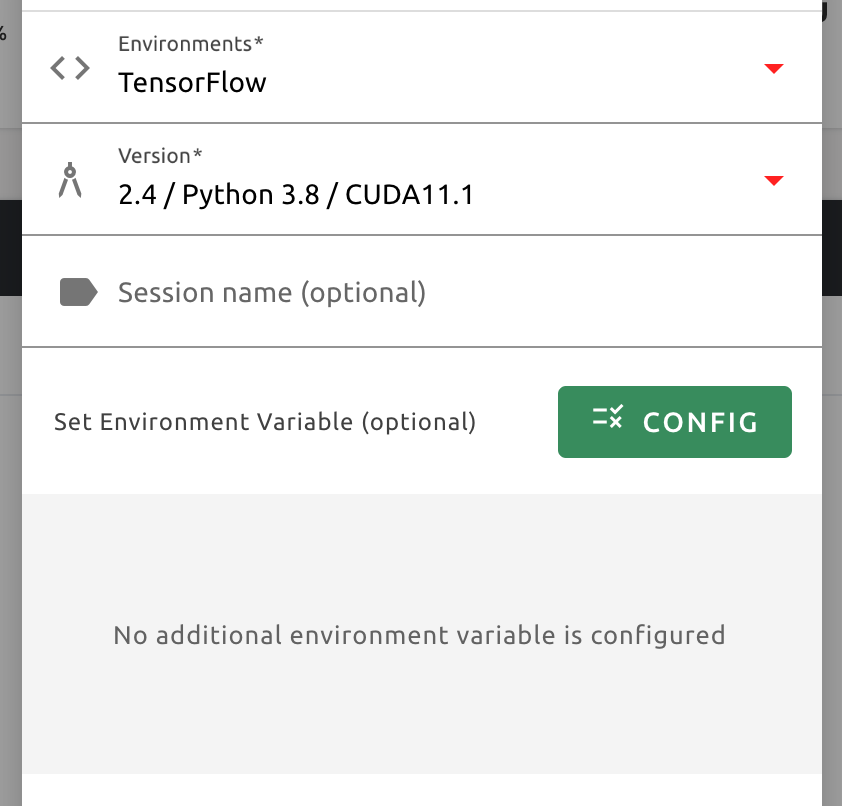 %
Environments*
TensorFlow
Version*
2.4 / Python 3.8 / CUDA11.1
Session name (optional)
Set Environment Variable (optional)
CONFIG
No additional environment variable is configured